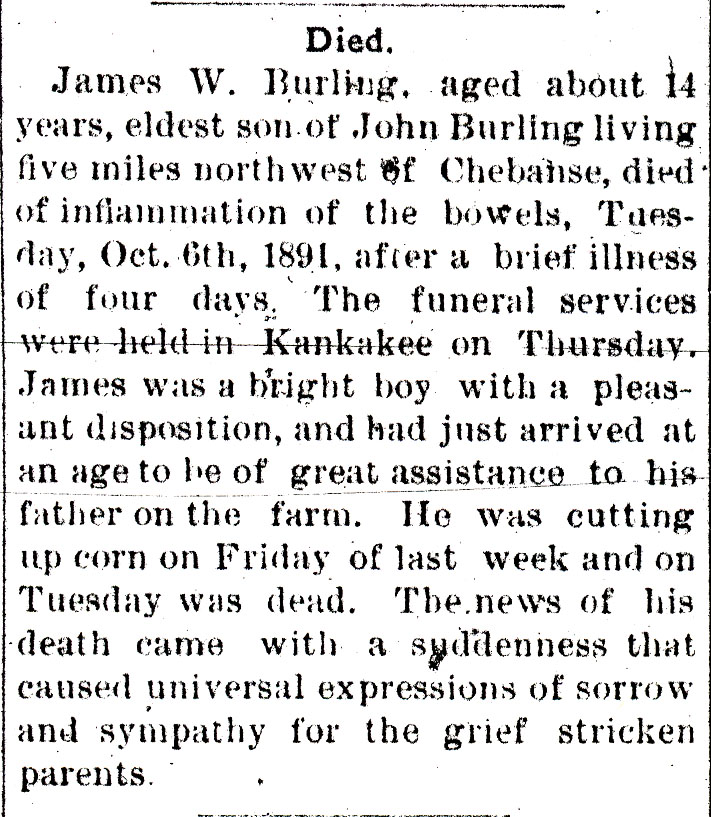 Died.
James W. Burling, aged about 14
years, eldest son of John Burling living
five miles northwest of Chebanse, died
of inflammation of the bowels, Tues-
day, Oct. 6th, 1891, after a brief illness
of four days. The funeral services
were held in Kankakee on Thursday.
James was a bright boy with a pleas-
ant disposition, and had just arrived at
an age to be of great assistance to his
father on the farm. He was cutting
up corn on Friday of last week and on
Tuesday was dead. The news of his
death came with a suddenness that
caused universal expressions of sorrow
and sympathy for the grief stricken
parents.